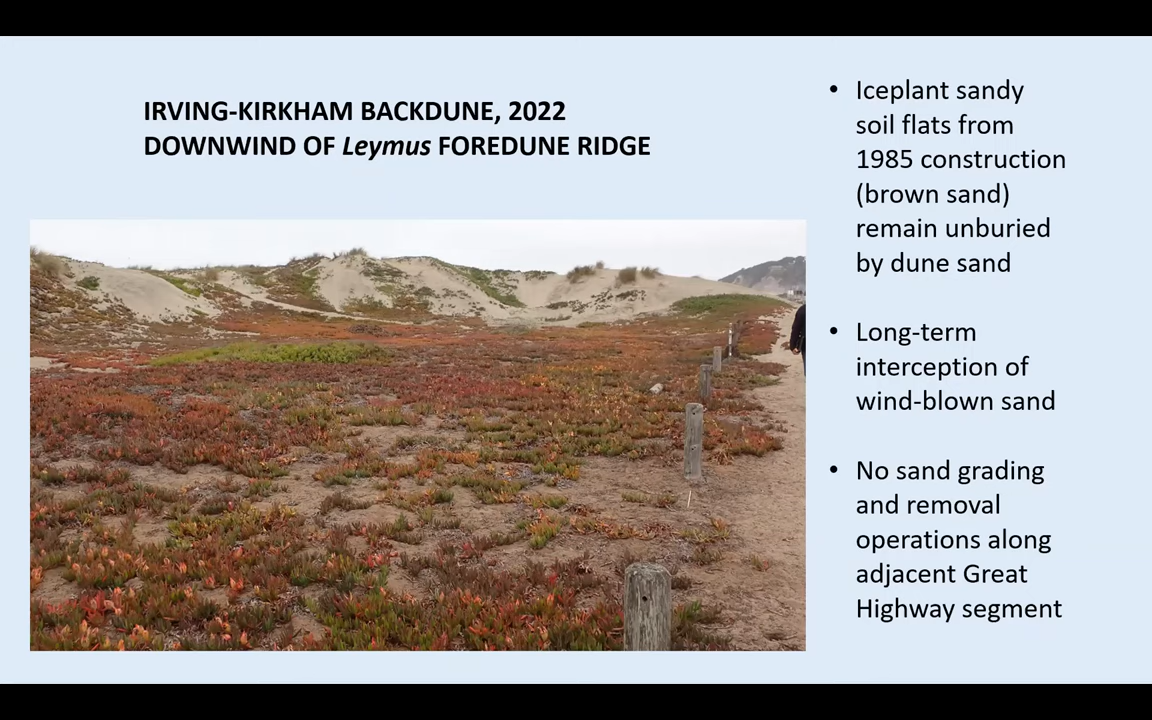 IRVING-KIRKHAM BACKDUNE, 2022
DOWNWIND OF Leymus FOREDUNE RIDGE
• Iceplant sandy
soil flats from
1985 construction
(brown sand)
remain unburied
by dune sand
• Long-term
interception of
wind-blown sand
• No sand grading
and removal
operations along
adjacent Great
Highway segment